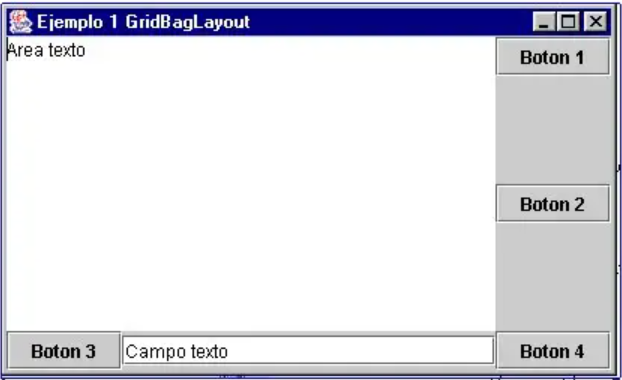 Ejemplo 1 GridBagLayout
Area texto
Boton 1
Boton 2
Boton 3
Campo texto
Boton 4